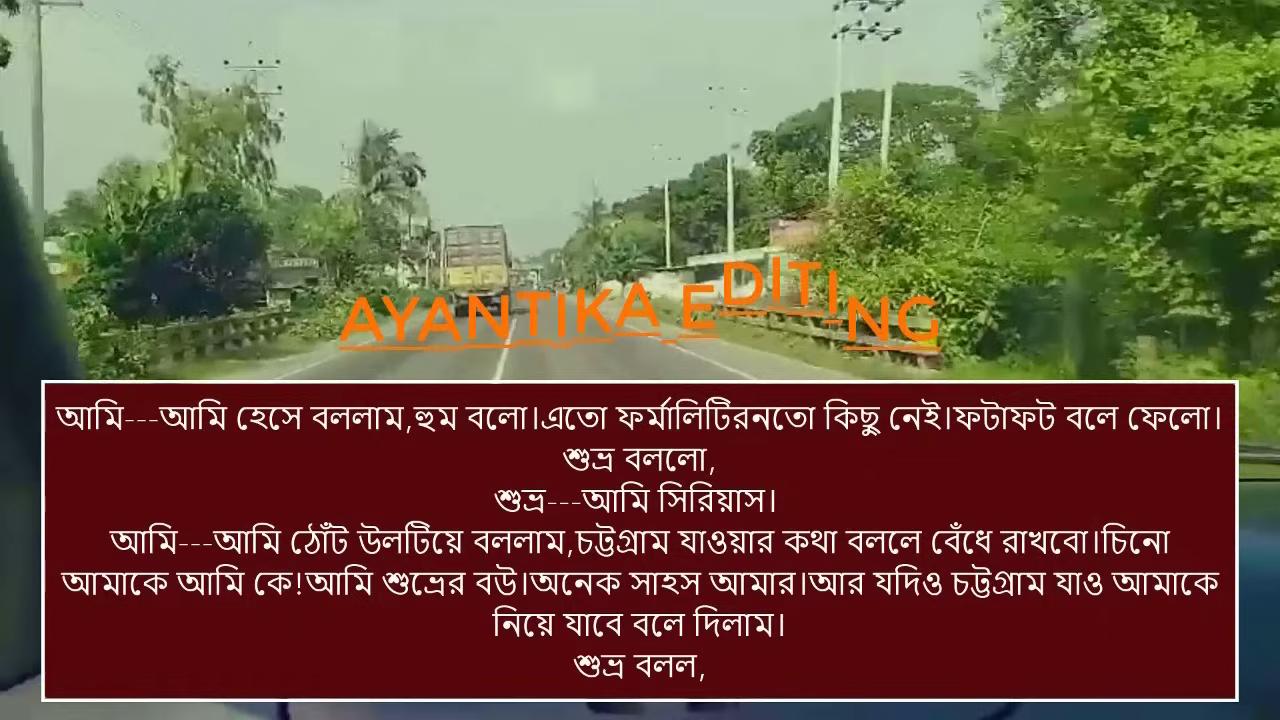 AYANTIKA EDITING
আমি---আমি হেসে বললাম,হুম বলো।এতো ফর্মালিটিরনতো কিছু নেই।ফটাফট বলে ফেলো।
শুভ্র বললো,
শুভ্র---আমি সিরিয়াস।
আমি---আমি ঠোঁট উলটিয়ে বললাম,চট্টগ্রাম যাওয়ার কথা বললে বেঁধে রাখবো।চিনো
আমাকে আমি কে!আমি শুভ্রের বউ।অনেক সাহস আমার।আর যদিও চট্টগ্রাম যাও আমাকে
নিয়ে যাবে বলে দিলাম।
শুভ্র বলল,